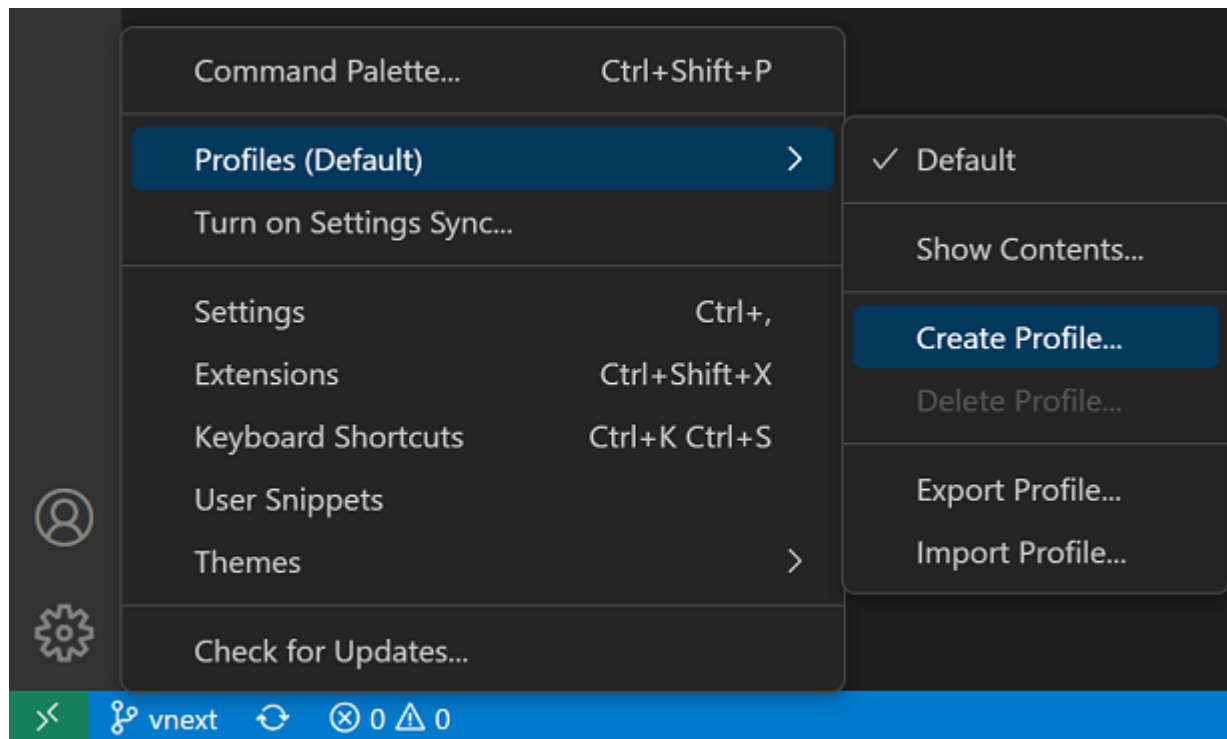 Command Palette... Ctrl+Shift+P
Profiles (Default)
Turn on Settings Sync...
Settings Ctrl+,
Extensions Ctrl+Shift+X
Keyboard Shortcuts Ctrl+K Ctrl+S
User Snippets
Themes
Check for Updates...
Default
Show Contents...
Create Profile...
Delete Profile...
Export Profile...
Import Profile...
vnext 0 0